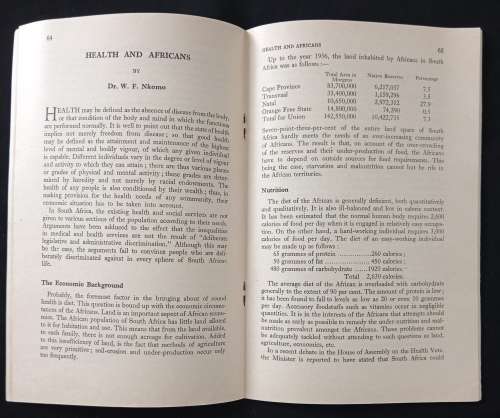 64
HEALTH AND AFRICANS
BY
Dr. W. F. Nkomo
HEALTH may be defined as the absence of disease from the body,
or that condition of the body and mind in which the functions
are performed normally. It is well to point out that the state of health
implies not merely freedom from disease; so that good health
may be defined as the attainment and maintenance of the highest
level of mental and bodily vigour, of which any given individual
is capable. Different individuals vary in the degree or level of vigour
and activity to which they can attain; there are thus various places
or grades of physical and mental activity; these grades are deter-
mined by heredity and not merely by racial endowments. The
health of any people is also conditioned by their wealth; thus, in
making provision for the health needs of any community, their
economic situation has to be taken into account.
In South Africa, the existing health and social services are not
given to various sections of the population according to their needs.
Arguments have been adduced to the effect that the inequalities
in medical and health services are not the result of "deliberate
legislative and administrative discrimination." Although this may
be the case, the arguments fail to convince people who are deli-
berately discriminated against in every sphere of South African
life.
The Economic Background
Probably, the foremost factor in the bringing about of sound
health is diet. This question is bound up with the economic circums-
tances of the Africans. Land is an important aspect of African econo-
mics. The African population of South Africa has little land allotted
to it for habitation and use. This means that from the land available,
to each family, there is not enough acreage for cultivation. Added
to this insufficiency of land, is the fact that methods of agriculture
are very primitive; soil-erosion and under-production occur only
too frequently.
HEALTH AND AFRICANS 65
Up to the year 1936, the land inhabited by Africans in South
Africa was as follows:—
Total Area in Morgens Native Reserves Percentage
Cape Province 83,700,000 6,217,037 7.5
Transvaal 33,400,000 1,159,296 3.5
Natal 10,650,000 2,972,312 27.9
Orange Free State 14,800,000 74,390 0.5
Total for Union 142,550,000 10,422,735 7.3
Seven-point-three-per-cent of the entire land space of South
Africa hardly meets the needs of an ever-increasing community
of Africans. The result is that, on account of the over-crowding
of the reserves and their under-production of food, the Africans
have to depend on outside sources for food requirements. This
being the case, starvation and malnutrition cannot but be rife in
the African territories.
Nutrition
The diet of the African is generally deficient, both quantitatively
and qualitatively. It is also ill-balanced and low in caloric content.
It has been estimated that the normal human body requires 2,600
calories of food per day when it is engaged in relatively easy occupa-
tion. On the other hand, a hard-working individual requires 3,000
calories of food per day. The diet of an easy-working individual
may be made up as follows:
65 grammes of protein 260 calories;
50 grammes of fat 450 calories;
480 grammes of carbohydrate 1920 calories.
Total 2,630 calories.
The average diet of the African is overloaded with carbohydrate
generally to the extent of 90 per cent. The amount of protein is low;
it has been found to fall to levels as low as 20 or even 10 grammes
per day. Accessory foodstuffs such as vitamins occur in negligible
quantities. It is in the interests of the Africans that attempts should
be made as early as possible to remedy the under nutrition and mal-
nutrition prevalent amongst the Africans. These problems cannot
be adequately tackled without attending to such questions as land,
agriculture, economics, etc.
In a recent debate in the House of Assembly on the Health Vote,
the Minister is reported to have stated that South Africa could